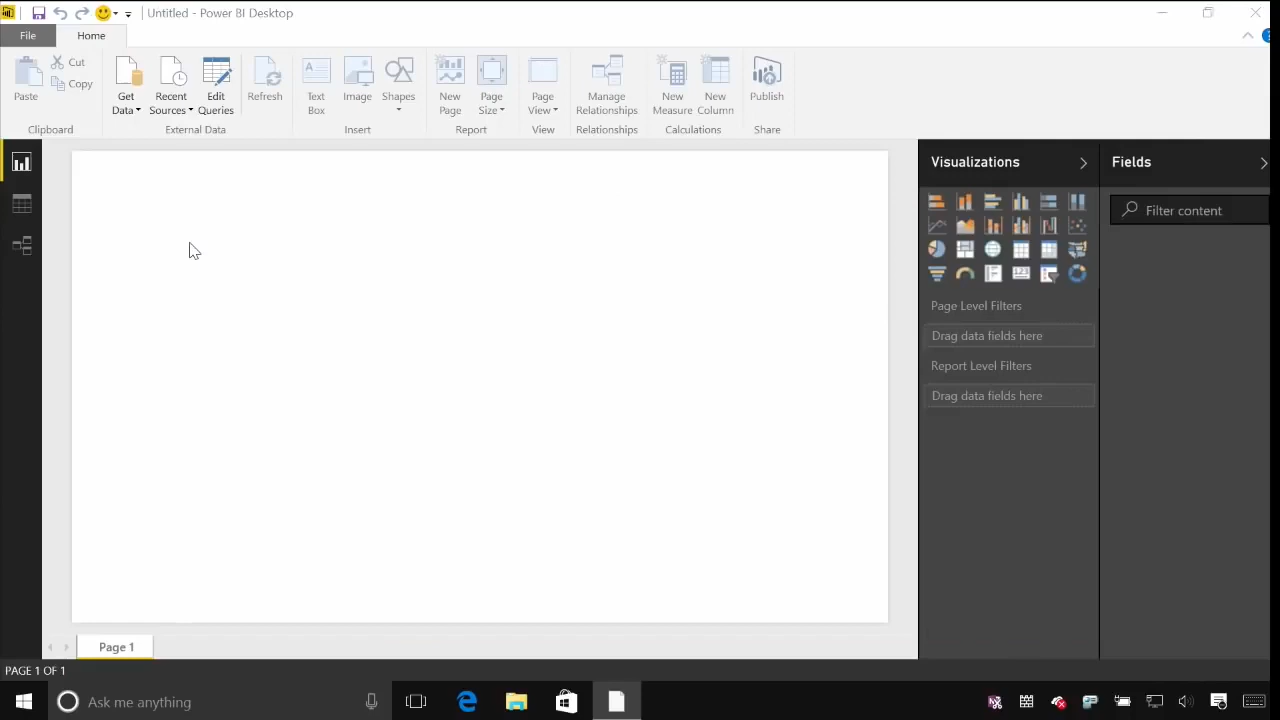 Untitled - Power BI Desktop
File
Home
Paste
Cut
Copy
Get
Data
Recent
Sources
Edit
Queries
Refresh
Text
Box
Image
Shapes
New
Page
Page
Size
Page
View
Manage
Relationships
New
Measure
New
Column
Publish
Clipboard
External Data
Insert
Report
View
Relationships
Calculations
Share
Visualizations
Fields
Filter content
123
Page Level Filters
Drag data fields here
Report Level Filters
Drag data fields here
Page 1
PAGE 1 OF 1
Ask me anything